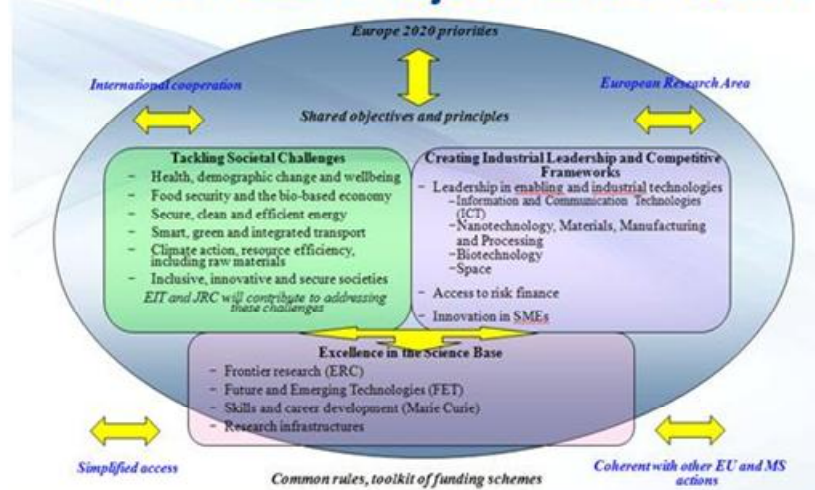 Europe 2020 priorities
International cooperation
European Research Area
Shared objectives and principles
Tackling Societal Challenges
− Health, demographic change and wellbeing
− Food security and the bio-based economy
− Secure, clean and efficient energy
− Smart, green and integrated transport
− Climate action, resource efficiency,
including raw materials
− Inclusive, innovative and secure societies
EIT and JRC will contribute to addressing
these challenges
Creating Industrial Leadership and Competitive
Frameworks
− Leadership in enabling and industrial technologies
−Information and Communication Technologies
(ICT)
−Nanotechnology, Materials, Manufacturing
and Processing
−Biotechnology
−Space
− Access to risk finance
− Innovation in SMEs
Excellence in the Science Base
− Frontier research (ERC)
− Future and Emerging Technologies (FET)
− Skills and career development (Marie Curie)
− Research infrastructures
Simplified access
Common rules, toolkit of funding schemes
Coherent with other EU and MS
actions